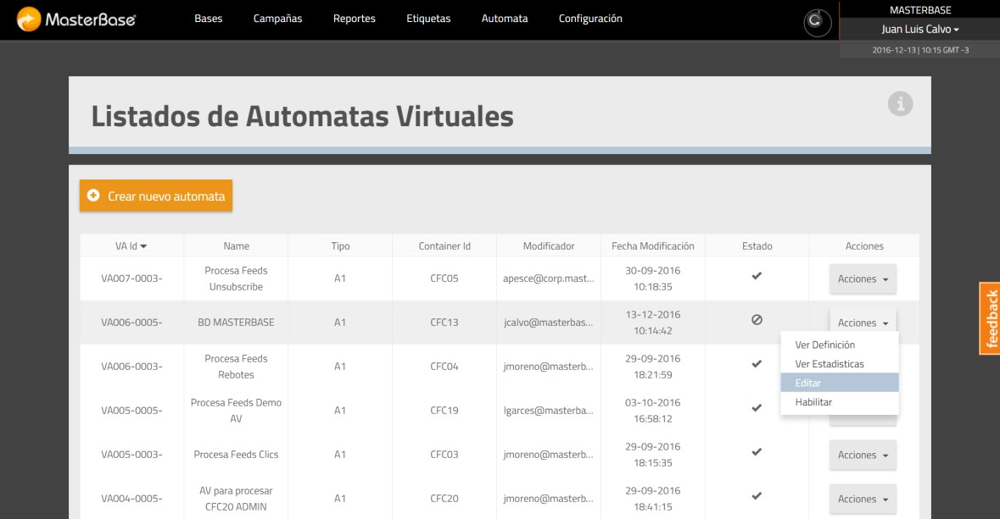 MasterBase®
Bases Campañas Reportes Etiquetas Automata Configuración
MASTERBASE
Juan Luis Calvo
2016-12-13 | 10:15 GMT -3
Listados de Automatas Virtuales
Crear nuevo automata
VA Id Name Tipo Container Id Modificador Fecha Modificación Estado Acciones
VA007-0003- Procesa Feeds Unsubscribe A1 CFC05 apesce@corp.mast... 30-09-2016 10:18:35 Acciones
VA006-0005- BD MASTERBASE A1 CFC13 jcalvo@masterbas... 13-12-2016 10:14:42 Acciones
Ver Definición
Ver Estadisticas
Editar
Habilitar
VA006-0003- Procesa Feeds Rebotes A1 CFC04 jmoreno@masterb... 29-09-2016 18:21:59
VA005-0005- Procesa Feeds Demo AV A1 CFC19 lgarces@masterba... 03-10-2016 16:58:12
VA005-0003- Procesa Feeds Clics A1 CFC03 jmoreno@masterb... 29-09-2016 18:15:35 Acciones
VA004-0005- AV para procesar CFC20 ADMIN A1 CFC20 jmoreno@masterb... 29-09-2016 18:41:15 Acciones
feedback